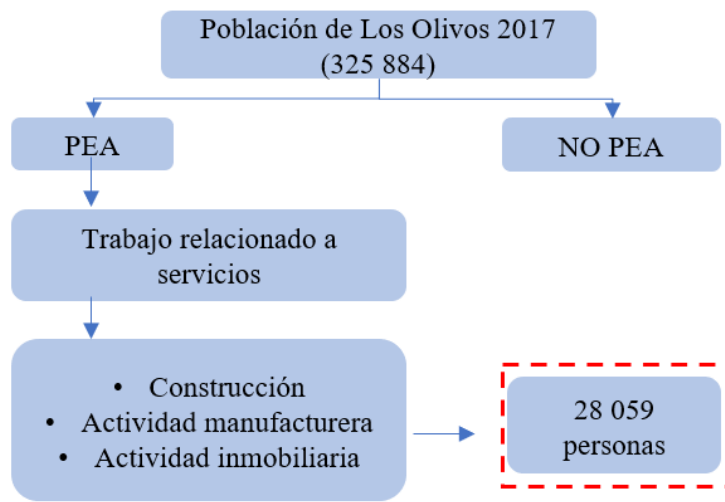 Población de Los Olivos 2017
(325 884)
PEA
NO PEA
Trabajo relacionado a
servicios
• Construcción
• Actividad manufacturera
• Actividad inmobiliaria
28 059
personas